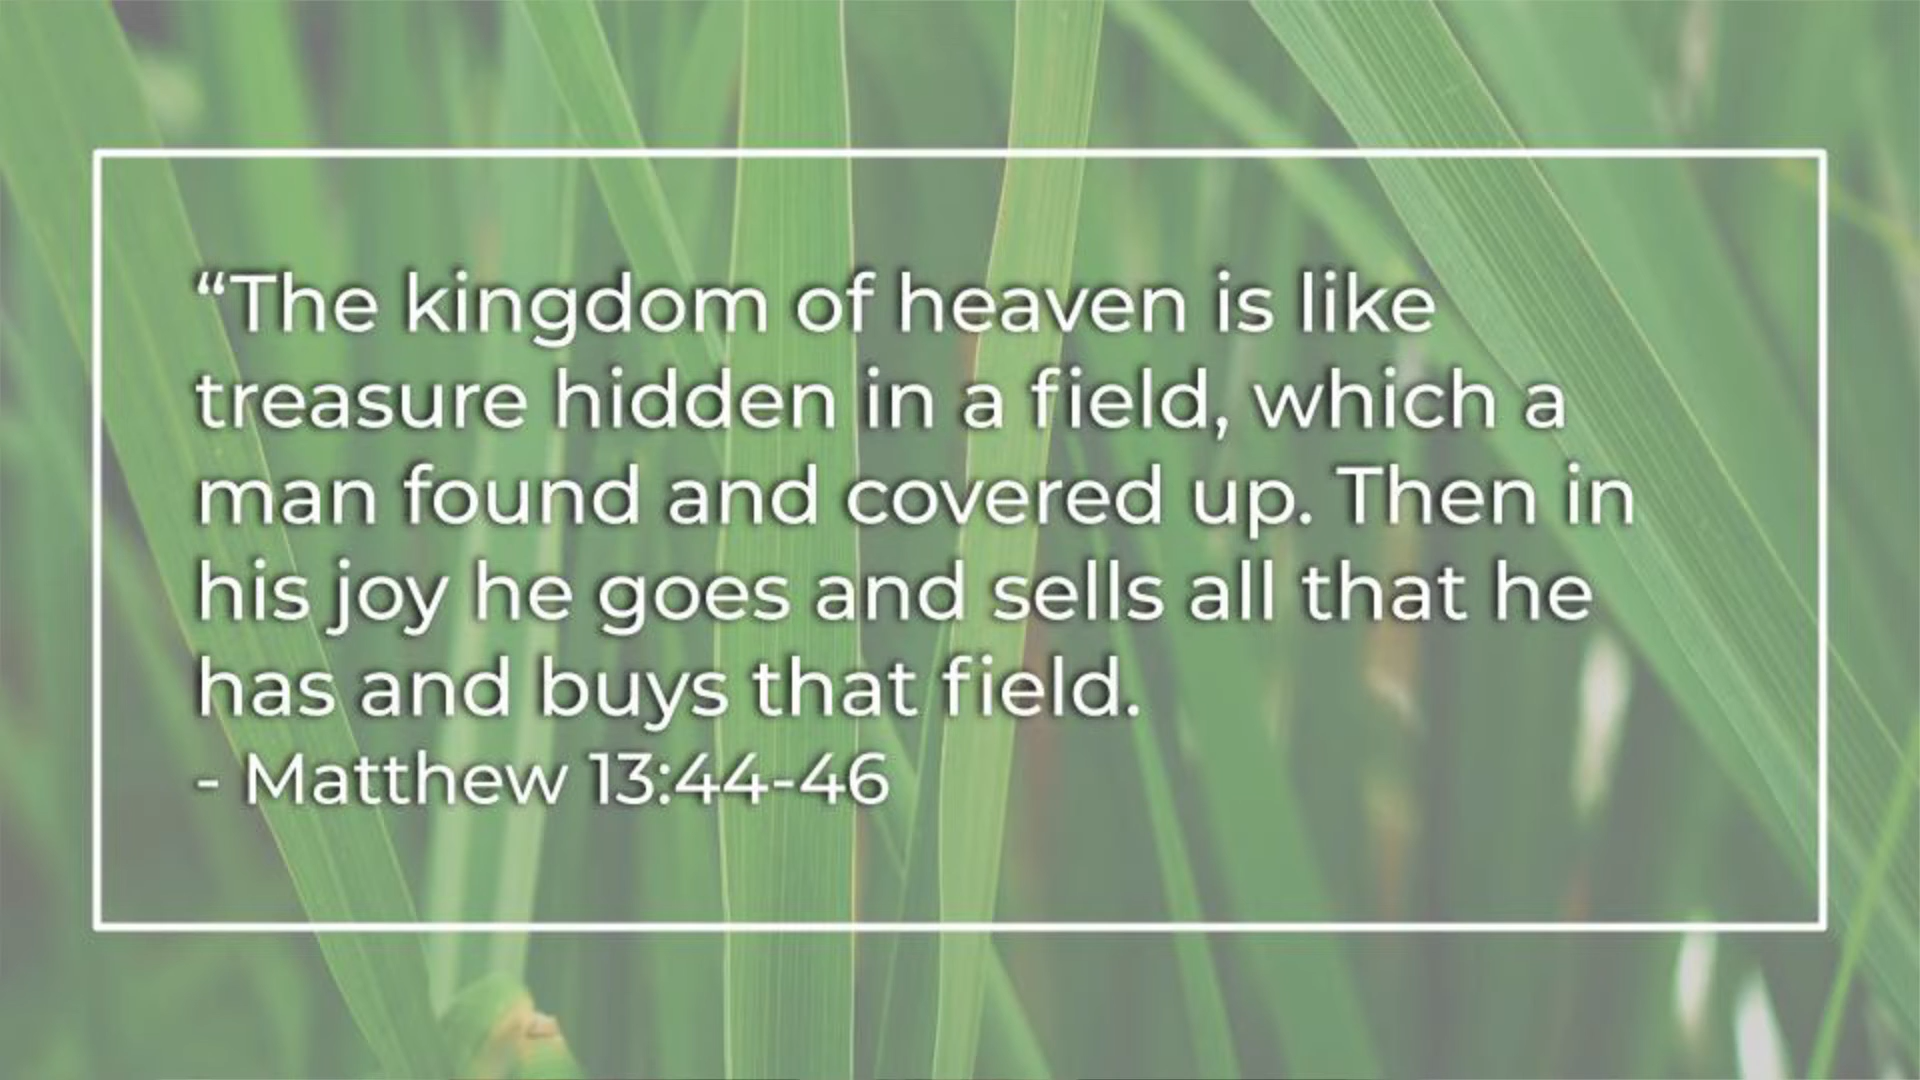 “The kingdom of heaven is like
treasure hidden in a field, which a
man found and covered up. Then in
his joy he goes and sells all that he
has and buys that field.
- Matthew 13:44-46